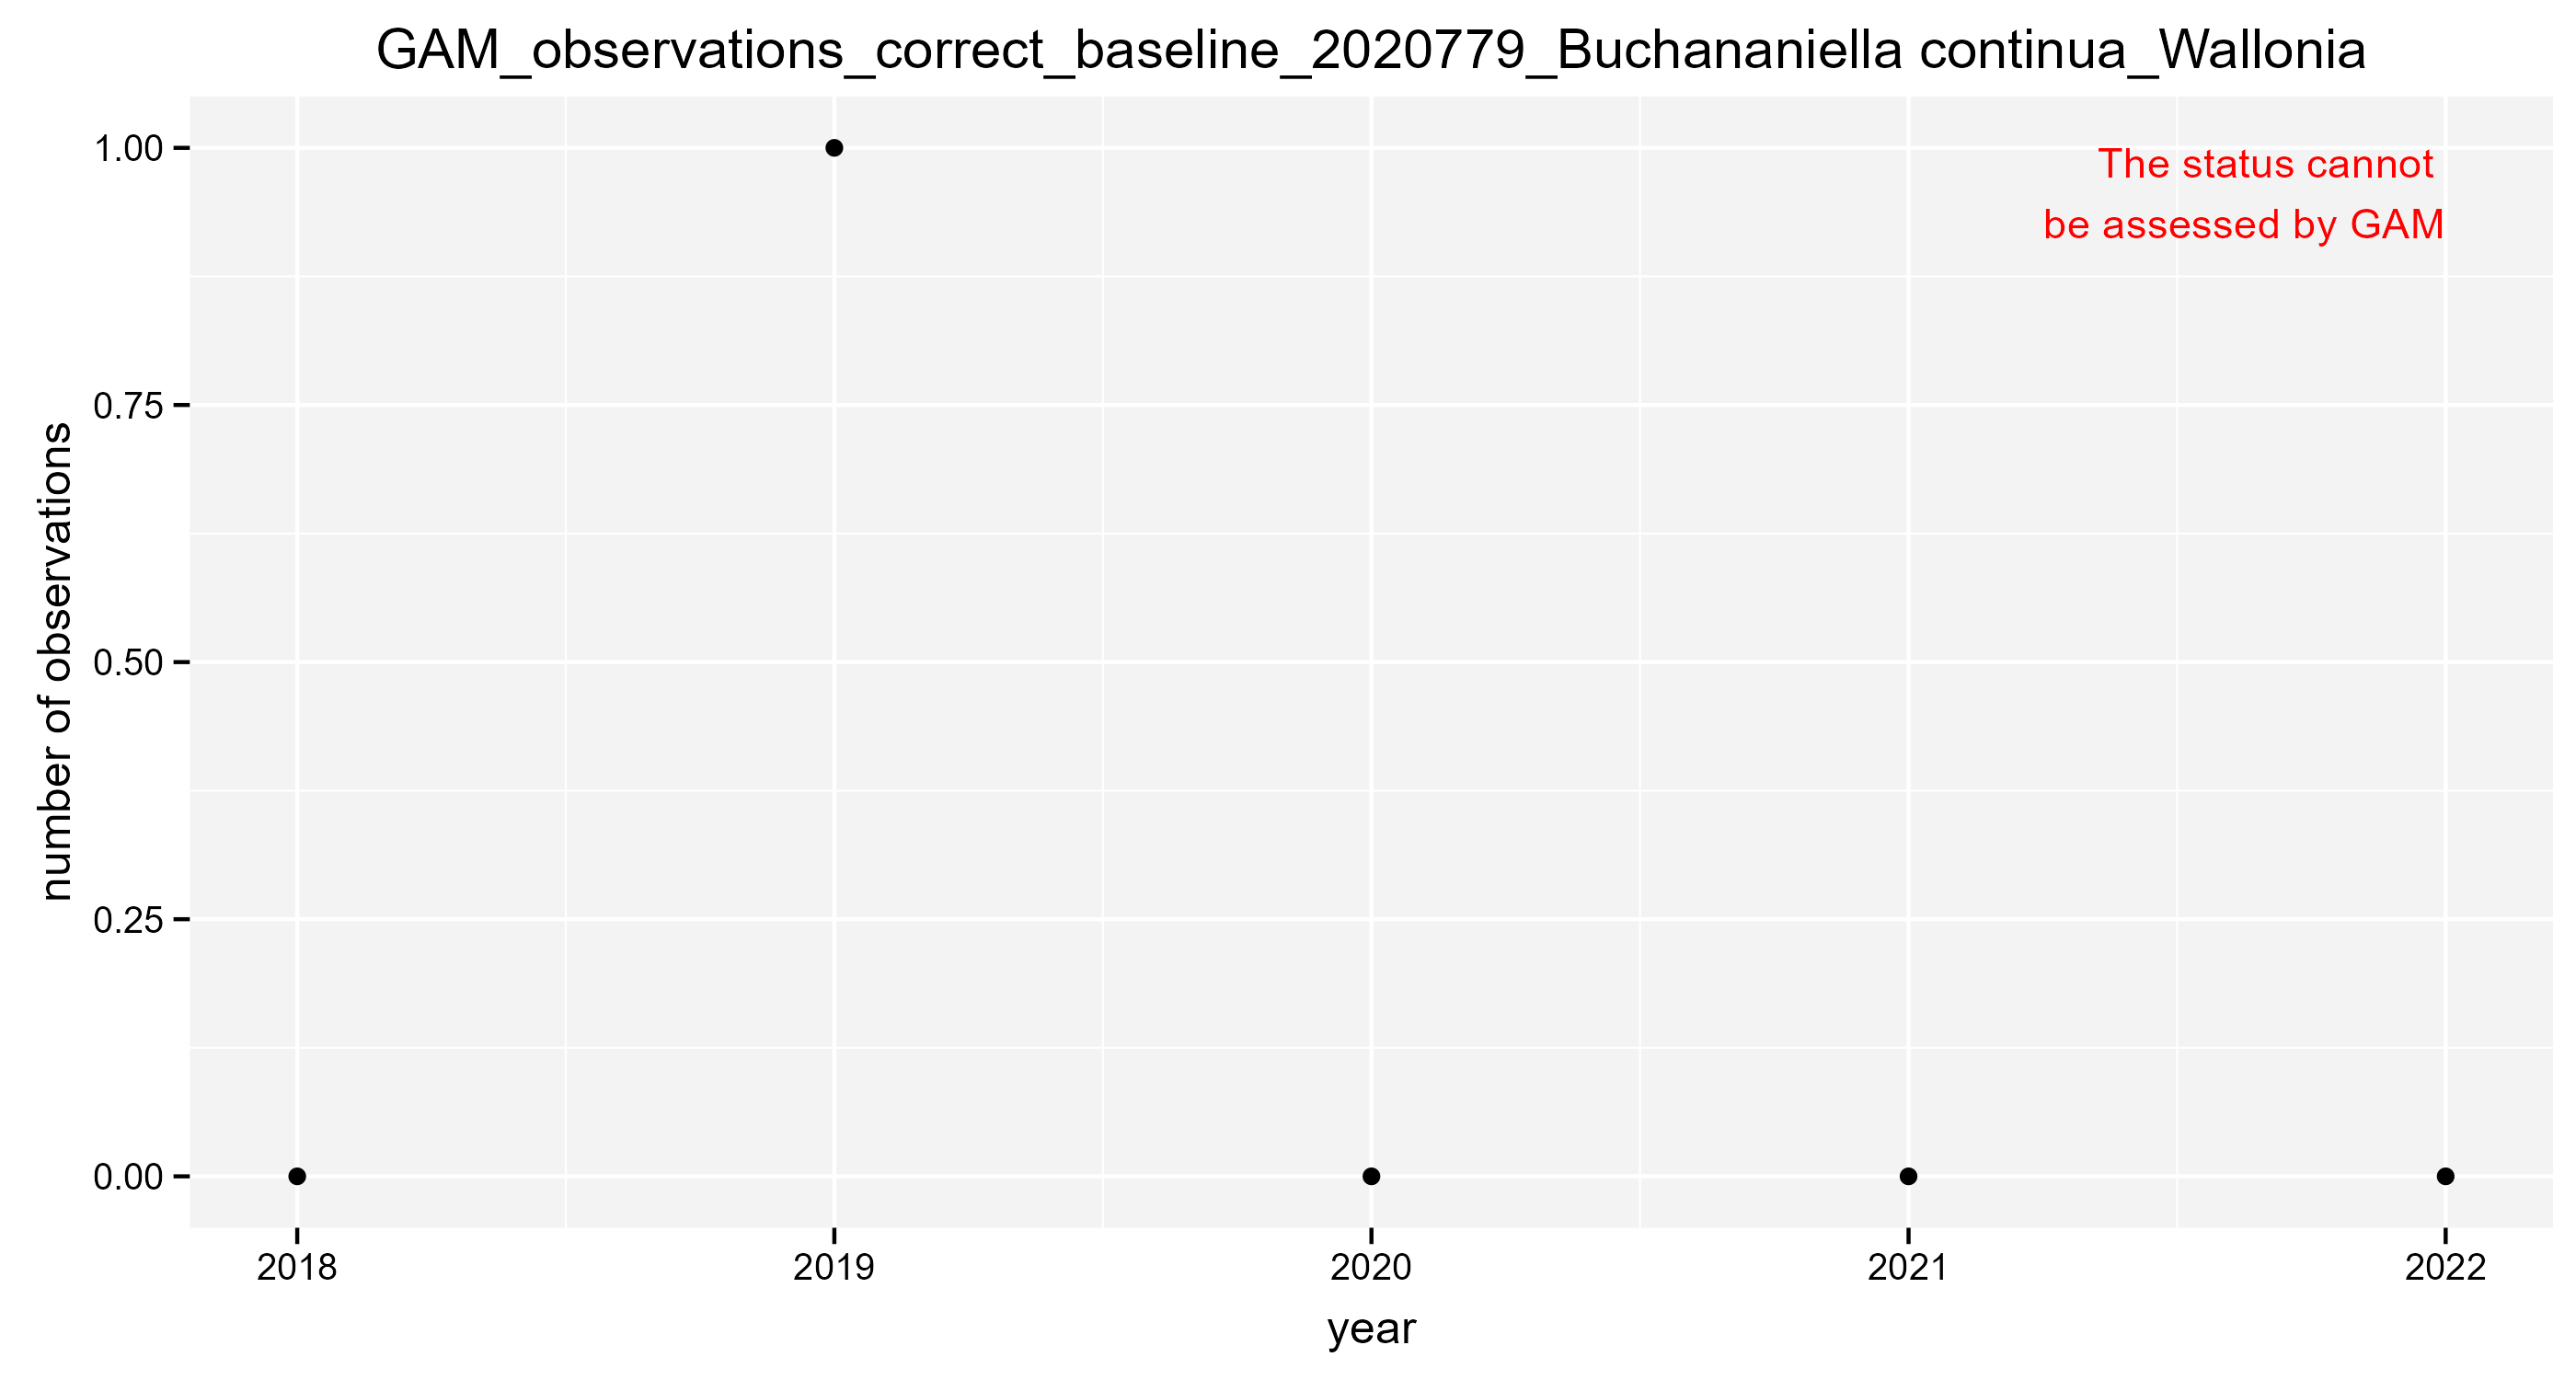 GAM_observations_correct_baseline_2020779_Buchananiella continua_Wallonia
The status cannot
be assessed by GAM
1.00
0.75
0.50
0.25
0.00
number of observations
2018
2019
2020
2021
2022
year